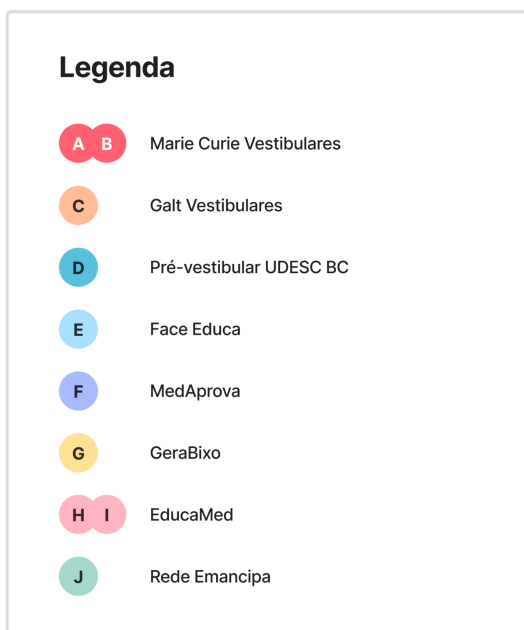 Legenda
A B Marie Curie Vestibulares
C Galt Vestibulares
D Pré-vestibular UDESC BC
E Face Educa
F MedAprova
G GeraBixo
H I EducaMed
J Rede Emancipa